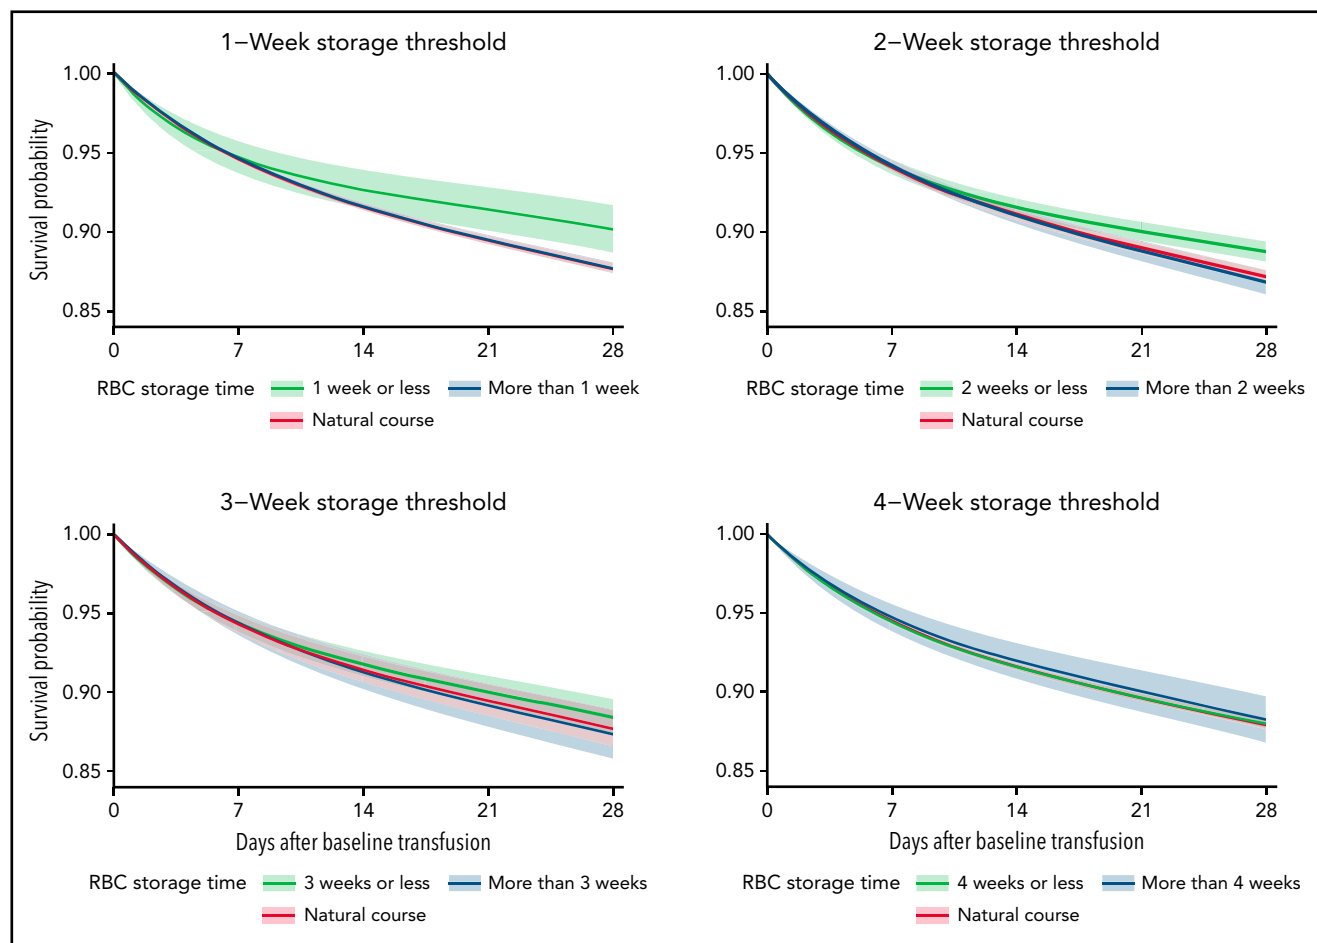 1–Week storage threshold
Survival probability
1.00
0.95
0.90
0.85
0
7
14
21
28
RBC storage time
1 week or less
More than 1 week
Natural course
2–Week storage threshold
1.00
0.95
0.90
0.85
0
7
14
21
28
RBC storage time
2 weeks or less
More than 2 weeks
Natural course
3–Week storage threshold
Survival probability
1.00
0.95
0.90
0.85
0
7
14
21
28
Days after baseline transfusion
RBC storage time
3 weeks or less
More than 3 weeks
Natural course
4–Week storage threshold
1.00
0.95
0.90
0.85
0
7
14
21
28
Days after baseline transfusion
RBC storage time
4 weeks or less
More than 4 weeks
Natural course